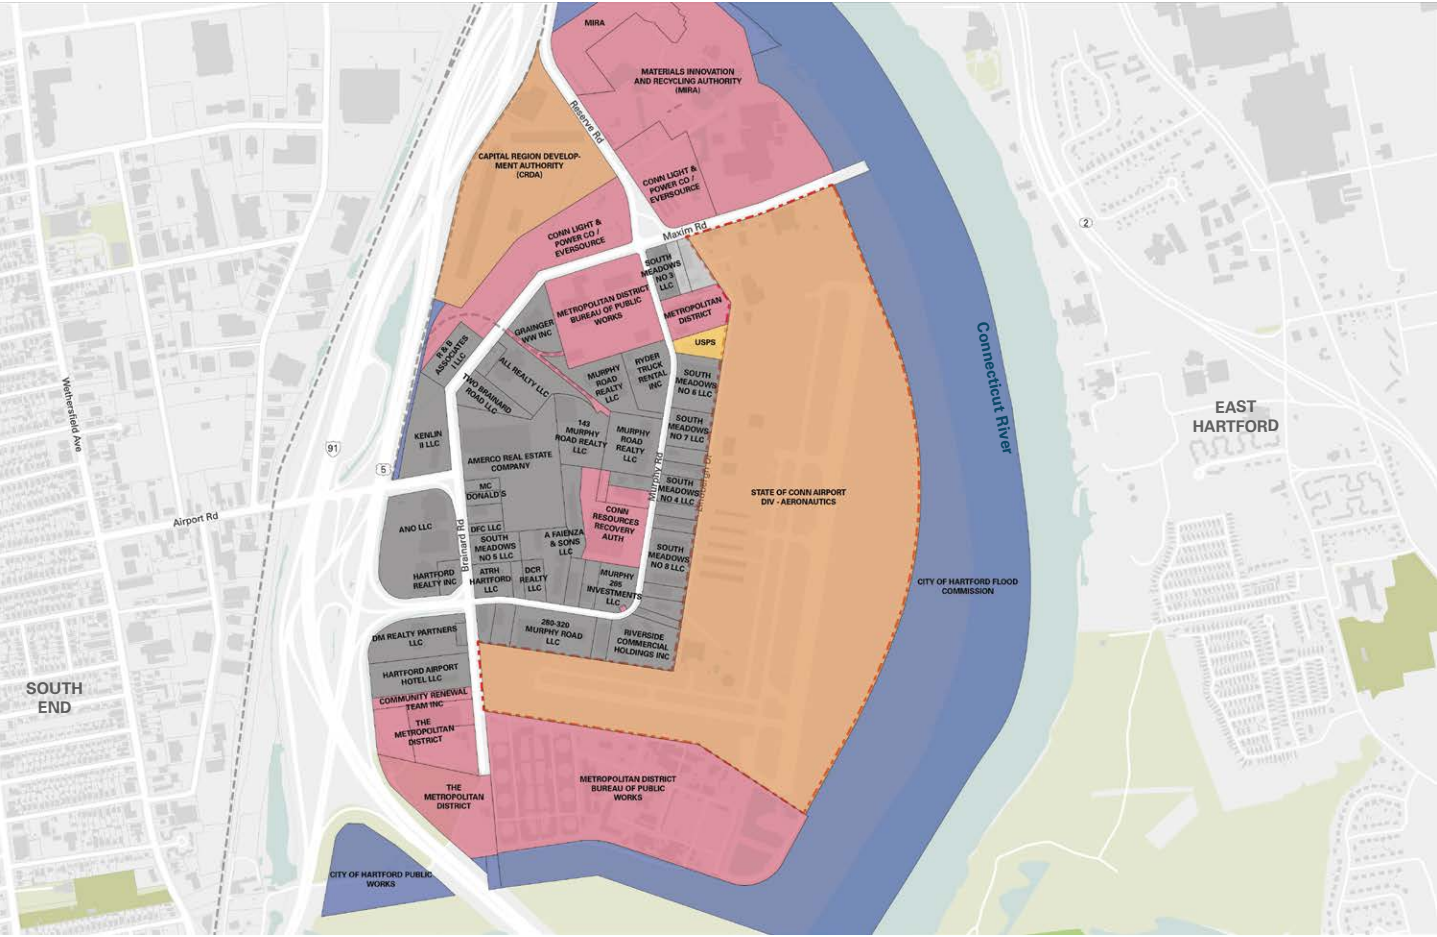 MIRA
MATERIALS INNOVATION
AND RECYCLING AUTHORITY
(MIRA)
Reserve Rd
CAPITAL REGION DEVELOP-
MENT AUTHORITY
(CRDA)
CONN LIGHT &
POWER CO /
EVERSOURCE
CONN LIGHT &
POWER CO /
EVERSOURCE
Maxim Rd
2
SOUTH
MEADOWS
NO 3
LLC
METROPOLITAN DISTRICT
BUREAU OF PUBLIC
WORKS
METROPOLITAN
DISTRICT
GRAINGER
WW INC
USPS
R & B
ASSOCIATES
I LLC
ALL REALTY LLC
TWO BRAINARD
ROAD LLC
MURPHY
ROAD
REALTY
LLC
RYDER
TRUCK
RENTAL
INC
SOUTH
MEADOWS
NO 6 LLC
Connecticut River
Wethersfield Ave
EAST
HARTFORD
KENLIN
II LLC
143
MURPHY
ROAD REALTY
LLC
MURPHY
ROAD
REALTY
LLC
SOUTH
MEADOWS
NO 7 LLC
91
5
AMERCO REAL ESTATE
COMPANY
Murphy Rd
MC
DONALD'S
SOUTH
MEADOWS
NO 4 LLC
STATE OF CONN AIRPORT
DIV - AERONAUTICS
Airport Rd
ANO LLC
Brainard Rd
DFC LLC
SOUTH
MEADOWS
NO 5 LLC
A FAIENZA
& SONS
LLC
CONN
RESOURCES
RECOVERY
AUTH
SOUTH
MEADOWS
NO 8 LLC
HARTFORD
REALTY INC
ATRH
HARTFORD
LLC
DCR
REALTY
LLC
MURPHY
265
INVESTMENTS
LLC
CITY OF HARTFORD FLOOD
COMMISSION
DM REALTY PARTNERS
LLC
280-320
MURPHY ROAD
LLC
RIVERSIDE
COMMERCIAL
HOLDINGS INC
HARTFORD AIRPORT
HOTEL LLC
SOUTH
END
COMMUNITY RENEWAL
TEAM INC
THE
METROPOLITAN
DISTRICT
THE
METROPOLITAN
DISTRICT
METROPOLITAN DISTRICT
BUREAU OF PUBLIC
WORKS
CITY OF HARTFORD PUBLIC
WORKS